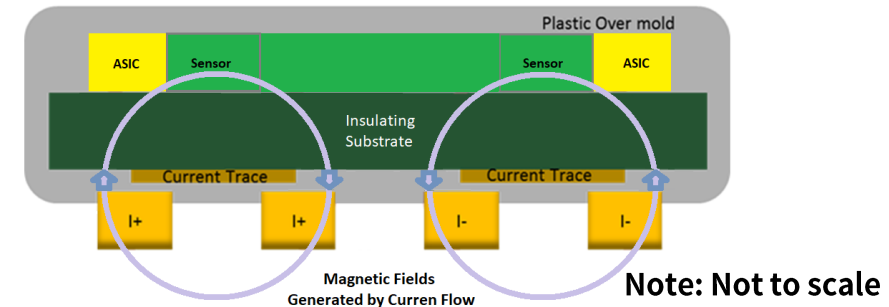 Plastic Over mold
ASIC
Sensor
Sensor
ASIC
Insulating
Substrate
Current Trace
Current Trace
I+
I+
I-
I-
Magnetic Fields
Generated by Curren Flow
Note: Not to scale